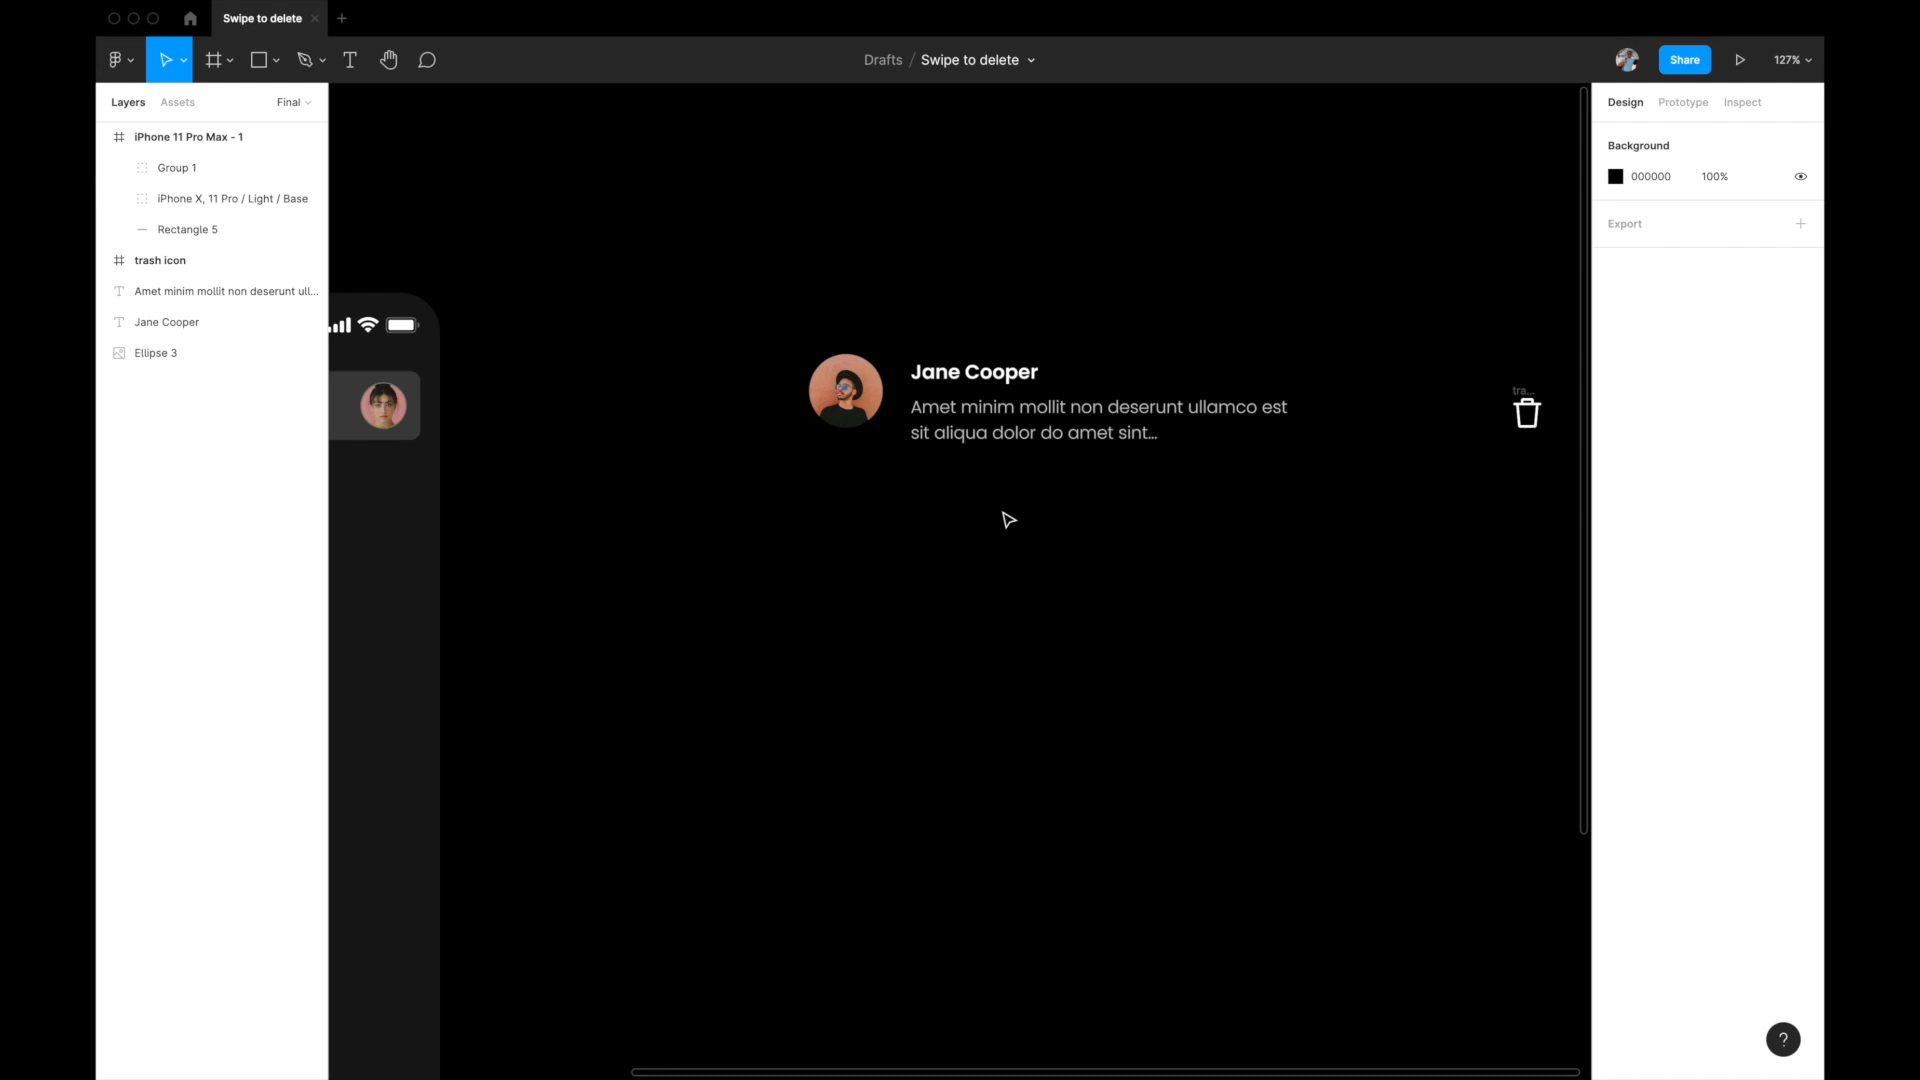 Swipe to delete
Drafts / Swipe to delete
Share
127%
Layers
Assets
Final
iPhone 11 Pro Max - 1
Group 1
iPhone X, 11 Pro / Light / Base
Rectangle 5
trash icon
Amet minim mollit non deserunt ull...
Jane Cooper
Ellipse 3
Jane Cooper
Amet minim mollit non deserunt ullamco est
sit aliqua dolor do amet sint...
tra...
Design
Prototype
Inspect
Background
000000
100%
Export
?